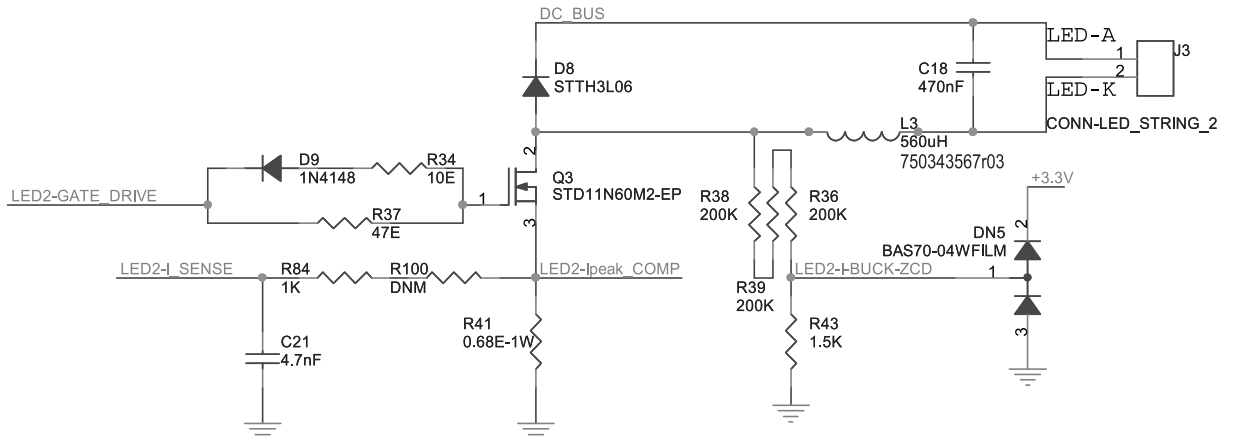 DC_BUS
LED-A
1
J3
2
LED-K
CONN-LED_STRING_2
D8
STTH3L06
C18
470nF
L3
560uH
750343567r03
D9
1N4148
R34
10E
2
Q3
STD11N60M2-EP
1
3
LED2-GATE_DRIVE
R37
47E
R38
200K
R36
200K
R39
200K
+3.3V
2
DN5
BAS70-04WFILM
1
3
LED2-I_SENSE
R84
1K
R100
DNM
LED2-Ipeak_COMP
LED2-I-BUCK-ZCD
R41
0.68E-1W
R43
1.5K
C21
4.7nF